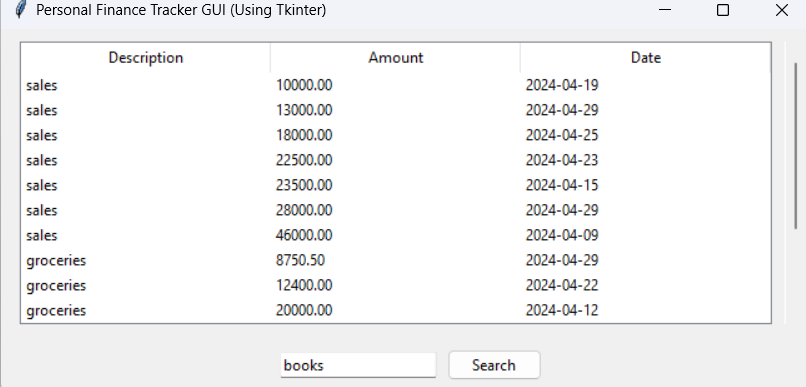 Personal Finance Tracker GUI (Using Tkinter)
Description Amount Date
sales 10000.00 2024-04-19
sales 13000.00 2024-04-29
sales 18000.00 2024-04-25
sales 22500.00 2024-04-23
sales 23500.00 2024-04-15
sales 28000.00 2024-04-29
sales 46000.00 2024-04-09
groceries 8750.50 2024-04-29
groceries 12400.00 2024-04-22
groceries 20000.00 2024-04-12
books Search